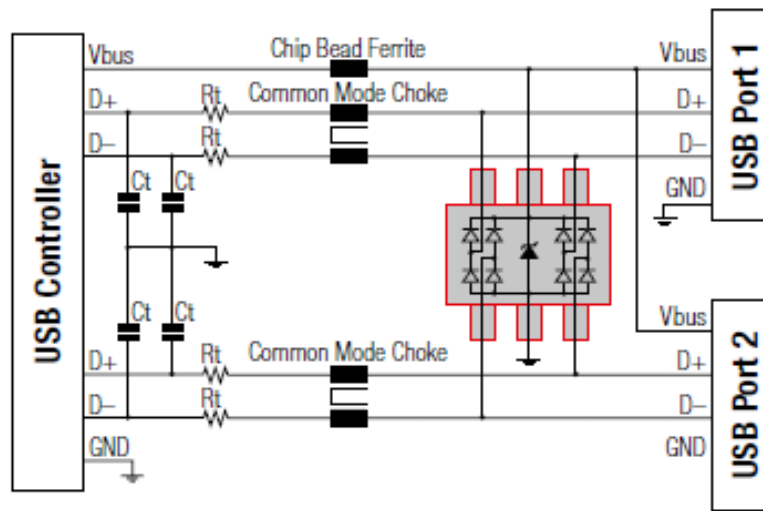 USB Controller
Vbus
Chip Bead Ferrite
Vbus
D+
Rt
Common Mode Choke
D+
D–
Rt
D–
Ct
Ct
GND
USB Port 1
Ct
Ct
Vbus
D+
Rt
Common Mode Choke
D+
D–
Rt
D–
GND
GND
USB Port 2